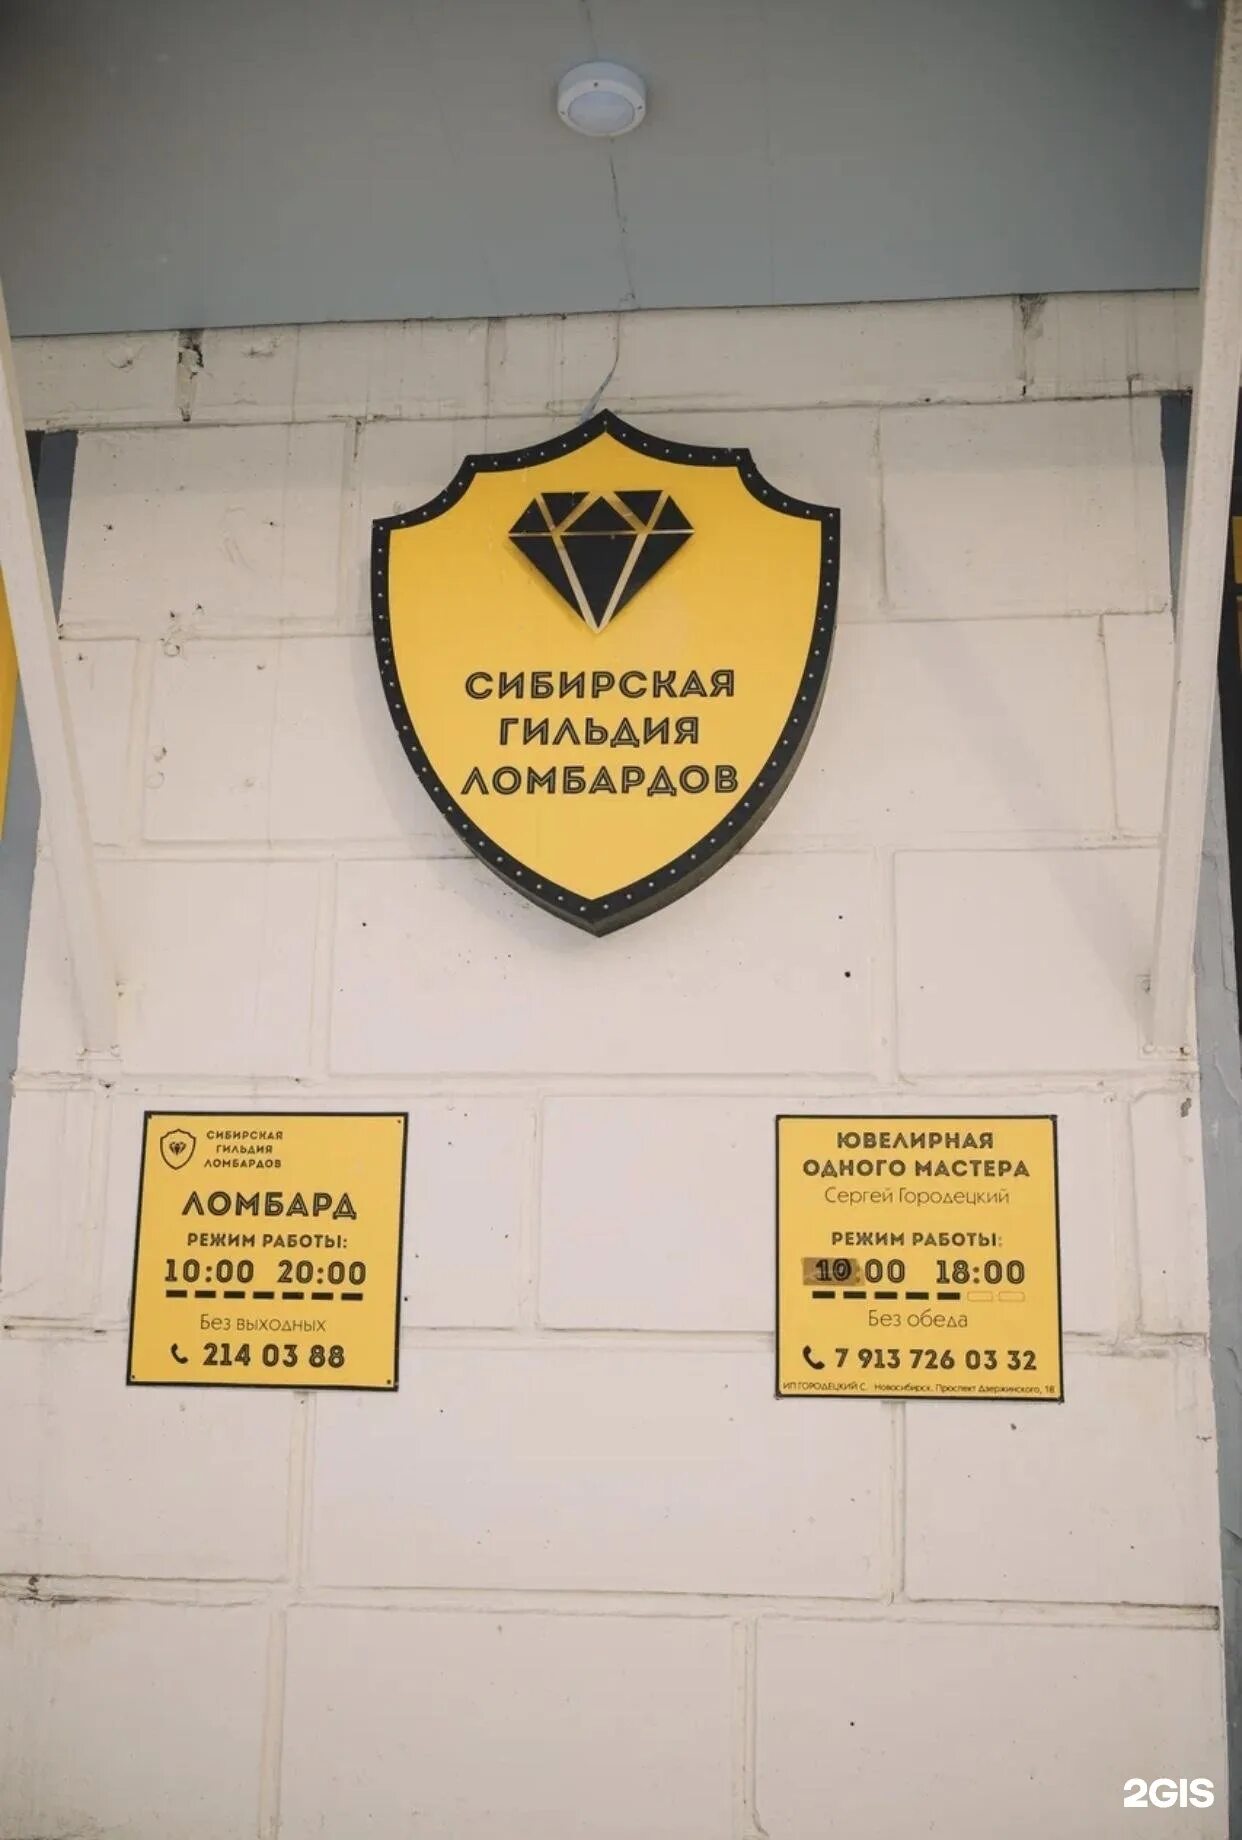 СИБИРСКАЯ
ГИЛЬДИЯ
ЛОМБАРДОВ
СИБИРСКАЯ
ГИЛЬДИЯ
ЛОМБАРДОВ
ЛОМБАРД
РЕЖИМ РАБОТЫ:
10:00 20:00
Без выходных
214 03 88
ЮВЕЛИРНАЯ
ОДНОГО МАСТЕРА
Сергей Городецкий
РЕЖИМ РАБОТЫ:
10:00 18:00
Без обеда
7 913 726 03 32
ИП ГОРОДЕЦКИЙ С. Новосибирск. Проспект Дзержинского, 18
2GIS